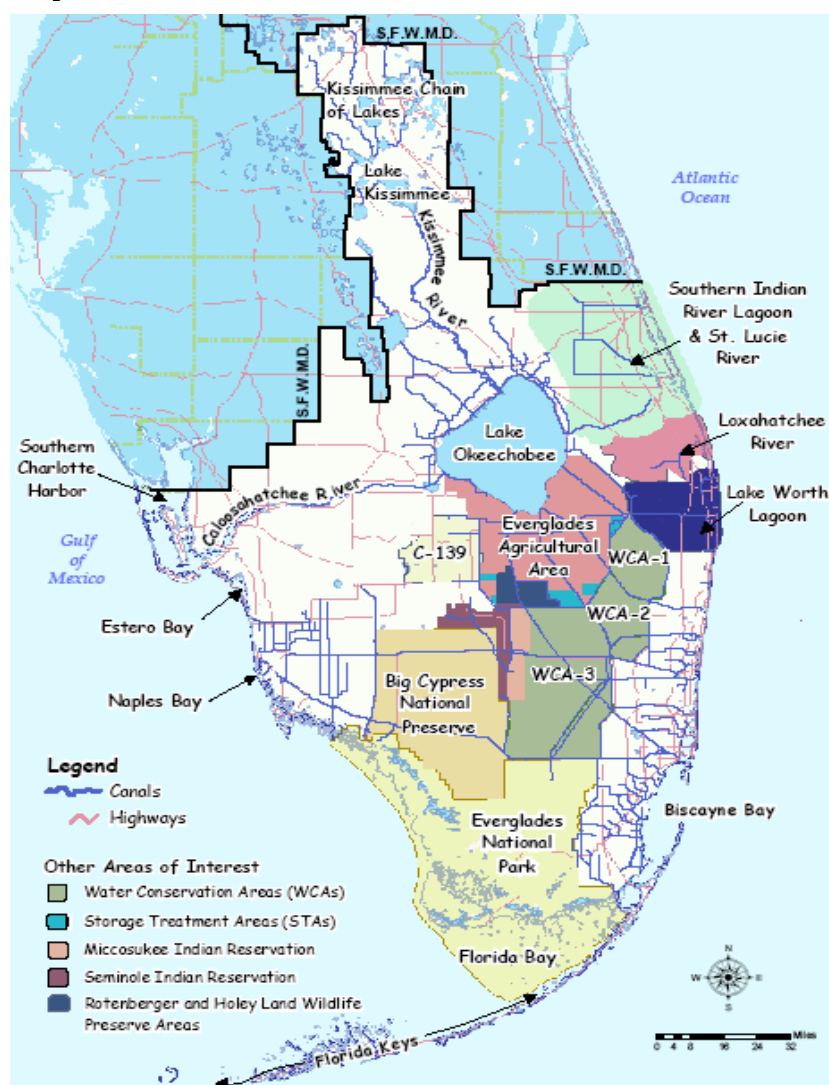 S.F.W.M.D.
Kissimmee Chain
of Lakes
Lake
Kissimmee
Kissimmee
River
Atlantic
Ocean
S.F.W.M.D.
Southern Indian
River Lagoon
& St. Lucie
River
S.F.W.M.D.
Lake
Okeechobee
Loxahatchee
River
Southern
Charlotte
Harbor
Caloosahatchee River
Lake Worth
Lagoon
Everglades
Agricultural
Area
C-139
WCA-1
Gulf
of
Mexico
WCA-2
Estero Bay
WCA-3
Big Cypress
National
Preserve
Naples Bay
Legend
Canals
Highways
Biscayne Bay
Everglades
National
Park
Other Areas of Interest
Water Conservation Areas (WCAs)
Storage Treatment Areas (STAs)
Miccosukee Indian Reservation
Seminole Indian Reservation
Rotenberger and Holey Land Wildlife
Preserve Areas
Florida Bay
Florida Keys
N
W E
S
Miles
0 4 8 16 24 32